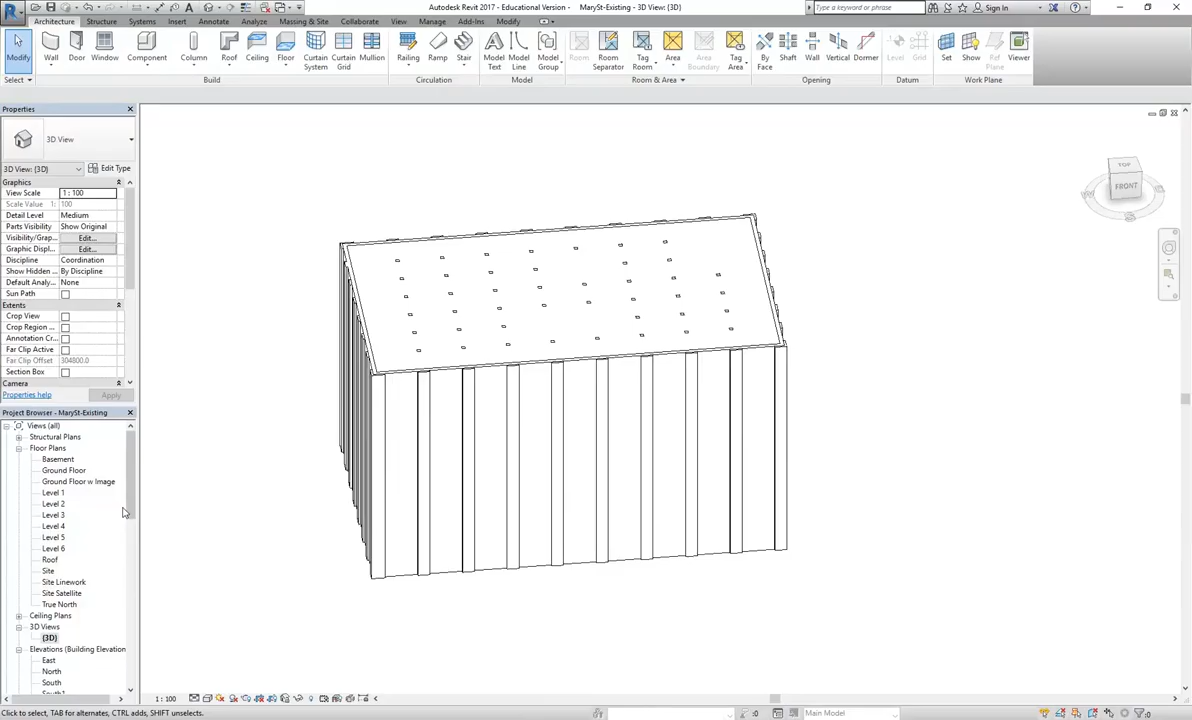 Autodesk Revit 2017 - Educational Version - MarySt-Existing - 3D View: {3D}
Type a keyword or phrase
Sign In
Architecture Structure Systems Insert Annotate Analyze Massing & Site Collaborate View Manage Add-Ins Modify
Modify Wall Door Window Component Column Roof Ceiling Floor Curtain System Curtain Grid Mullion Railing Ramp Stair Model Text Model Line Model Group Room Room Separator Tag Room Area Area Boundary Tag Area By Face Shaft Wall Vertical Dormer Level Grid Set Show Ref Plane Viewer
Select Build Circulation Model Room & Area Opening Datum Work Plane
Properties
3D View
3D View: {3D} Edit Type
Graphics
View Scale 1 : 100
Scale Value 1: 100
Detail Level Medium
Parts Visibility Show Original
Visibility/Grap... Edit...
Graphic Displ... Edit...
Discipline Coordination
Show Hidden ... By Discipline
Default Analy... None
Sun Path
Extents
Crop View
Crop Region ...
Annotation Cr...
Far Clip Active
Far Clip Offset 304800.0
Section Box
Camera
Properties help Apply
TOP
FRONT
Project Browser - MarySt-Existing
Views (all)
Structural Plans
Floor Plans
Basement
Ground Floor
Ground Floor w Image
Level 1
Level 2
Level 3
Level 4
Level 5
Level 6
Roof
Site
Site Linework
Site Satellite
True North
Ceiling Plans
3D Views
{3D}
Elevations (Building Elevation
East
North
South
South1
1 : 100
Click to select, TAB for alternates, CTRL adds, SHIFT unselects.
:0
Main Model
:0